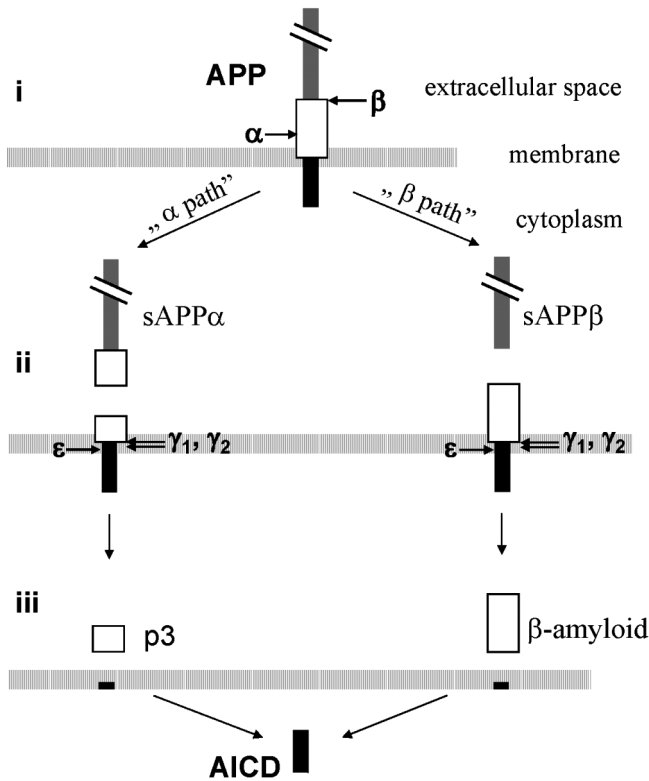 i
APP
extracellular space
β
α
membrane
„ α path”
„ β path”
cytoplasm
sAPPα
sAPPβ
ii
ε
γ1, γ2
ε
γ1, γ2
iii
p3
β-amyloid
AICD